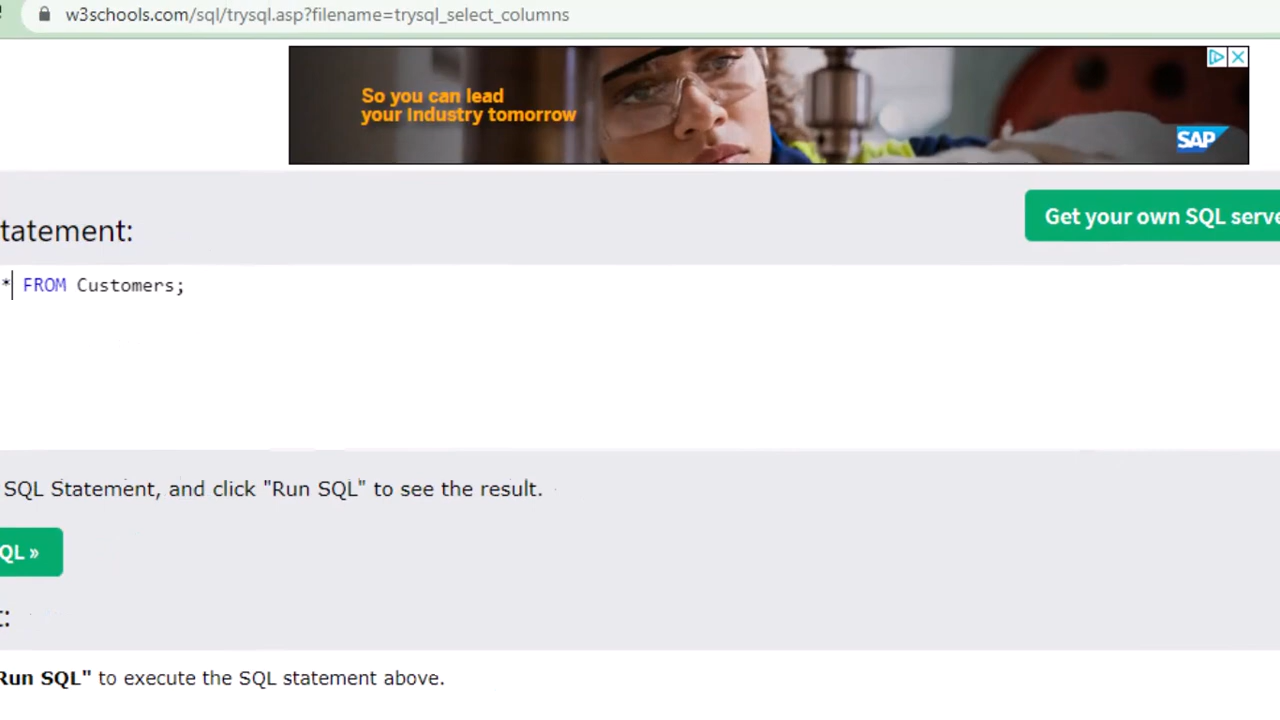 w3schools.com/sql/trysql.asp?filename=trysql_select_columns
So you can lead
your industry tomorrow
SAP
tatement:
Get your own SQL serve
* FROM Customers;
SQL Statement, and click "Run SQL" to see the result.
QL »
t:
Run SQL" to execute the SQL statement above.